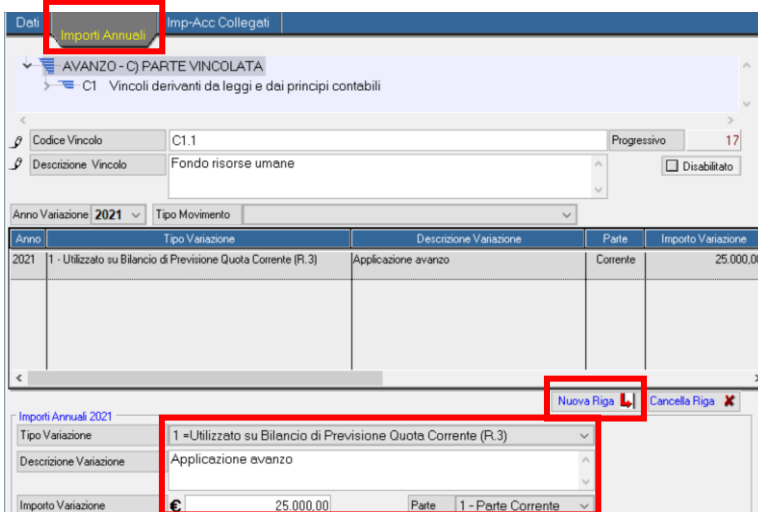 Dati Importi Annuali Imp-Acc Collegati
AVANZO - C) PARTE VINCOLATA
C1 Vincoli derivanti da leggi e dai principi contabili
Codice Vincolo C1.1 Progressivo 17
Descrizione Vincolo Fondo risorse umane Disabilitato
Anno Variazione 2021 Tipo Movimento
Anno Tipo Variazione Descrizione Variazione Parte Importo Variazione
2021 1 - Utilizzato su Bilancio di Previsione Quota Corrente (R.3) Applicazione avanzo Corrente 25.000,00
Nuova Riga Cancella Riga
Importi Annuali 2021
Tipo Variazione 1 =Utilizzato su Bilancio di Previsione Quota Corrente (R.3)
Descrizione Variazione Applicazione avanzo
Importo Variazione € 25.000,00 Parte 1 - Parte Corrente